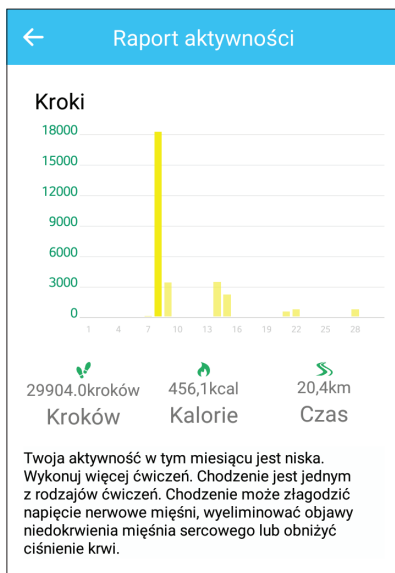 Raport aktywności
Kroki
18000
15000
12000
9000
6000
3000
0
1 4 7 10 13 16 19 22 25 28
29904.0kroków 456,1kcal 20,4km
Kroków Kalorie Czas
Twoja aktywność w tym miesiącu jest niska.
Wykonuj więcej ćwiczeń. Chodzenie jest jednym
z rodzajów ćwiczeń. Chodzenie może złagodzić
napięcie nerwowe mięśni, wyeliminować objawy
niedokrwienia mięśnia sercowego lub obniżyć
ciśnienie krwi.